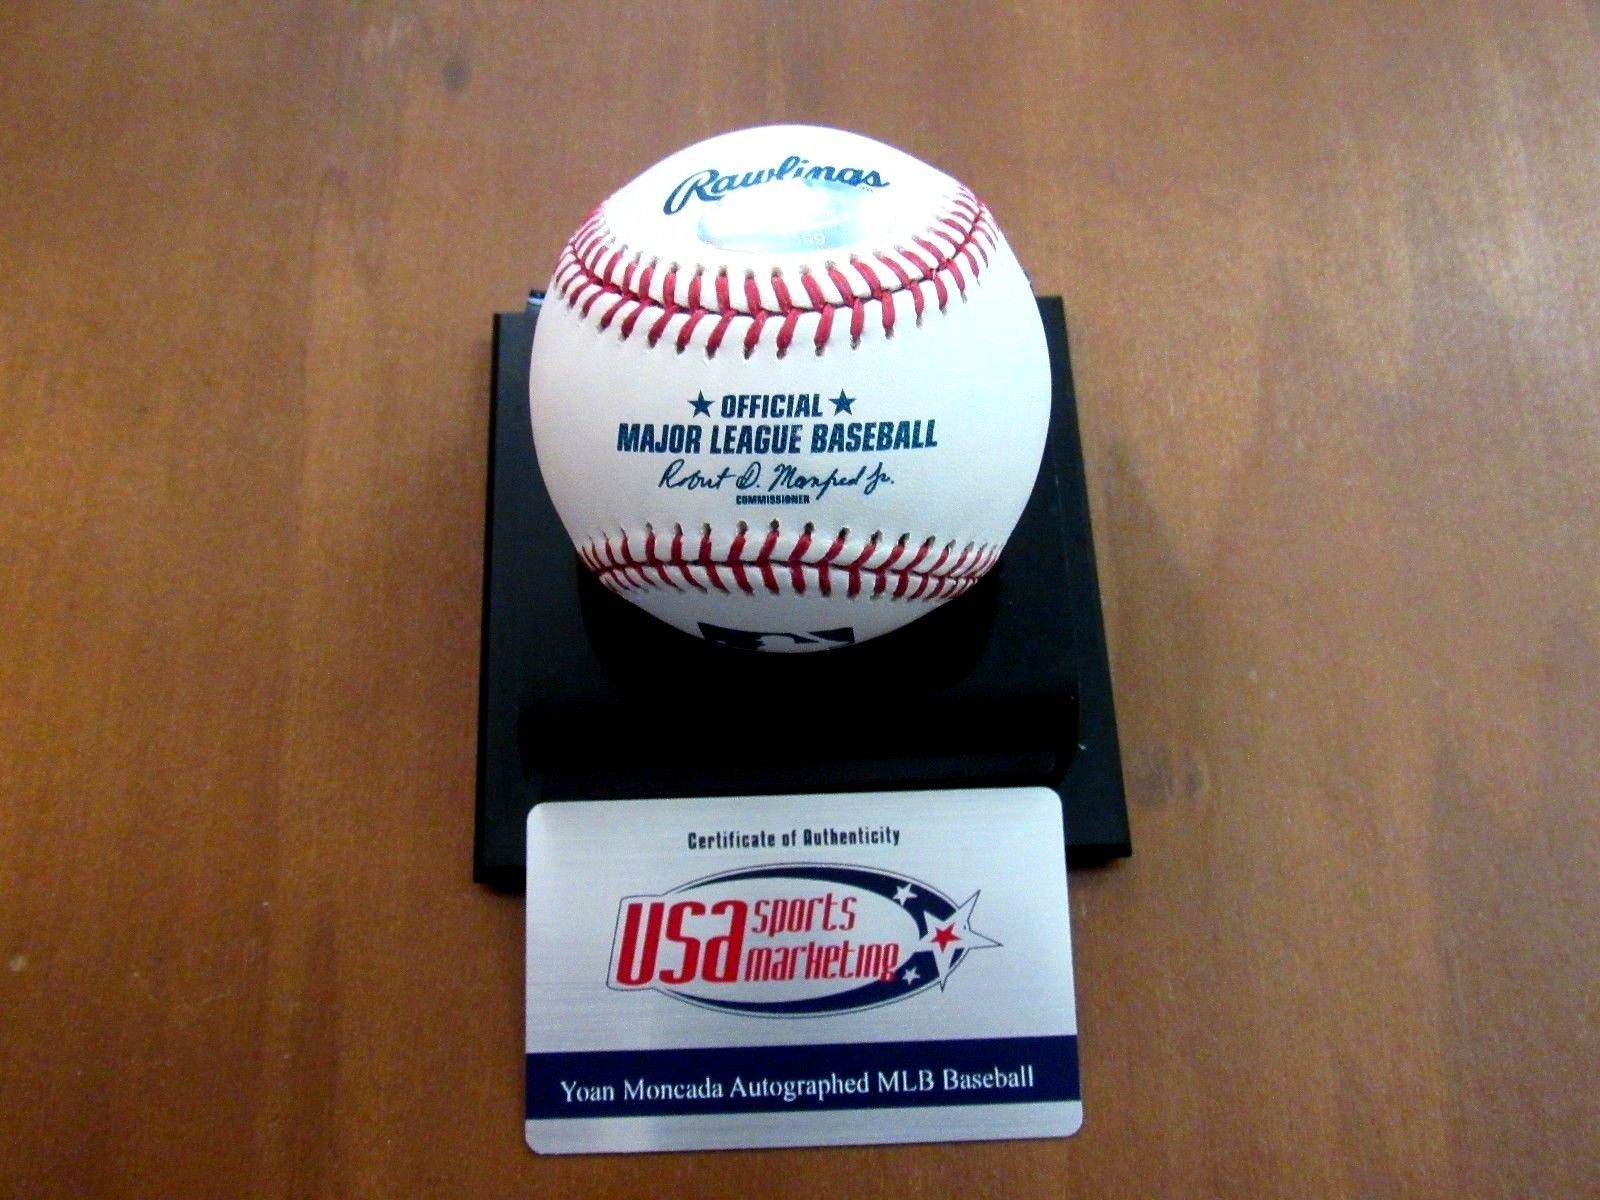 Rawlings
OFFICIAL
MAJOR LEAGUE BASEBALL
Robert D. Manfred Jr.
COMMISSIONER
Certificate of Authenticity
USA sports
marketing
Yoan Moncada Autographed MLB Baseball